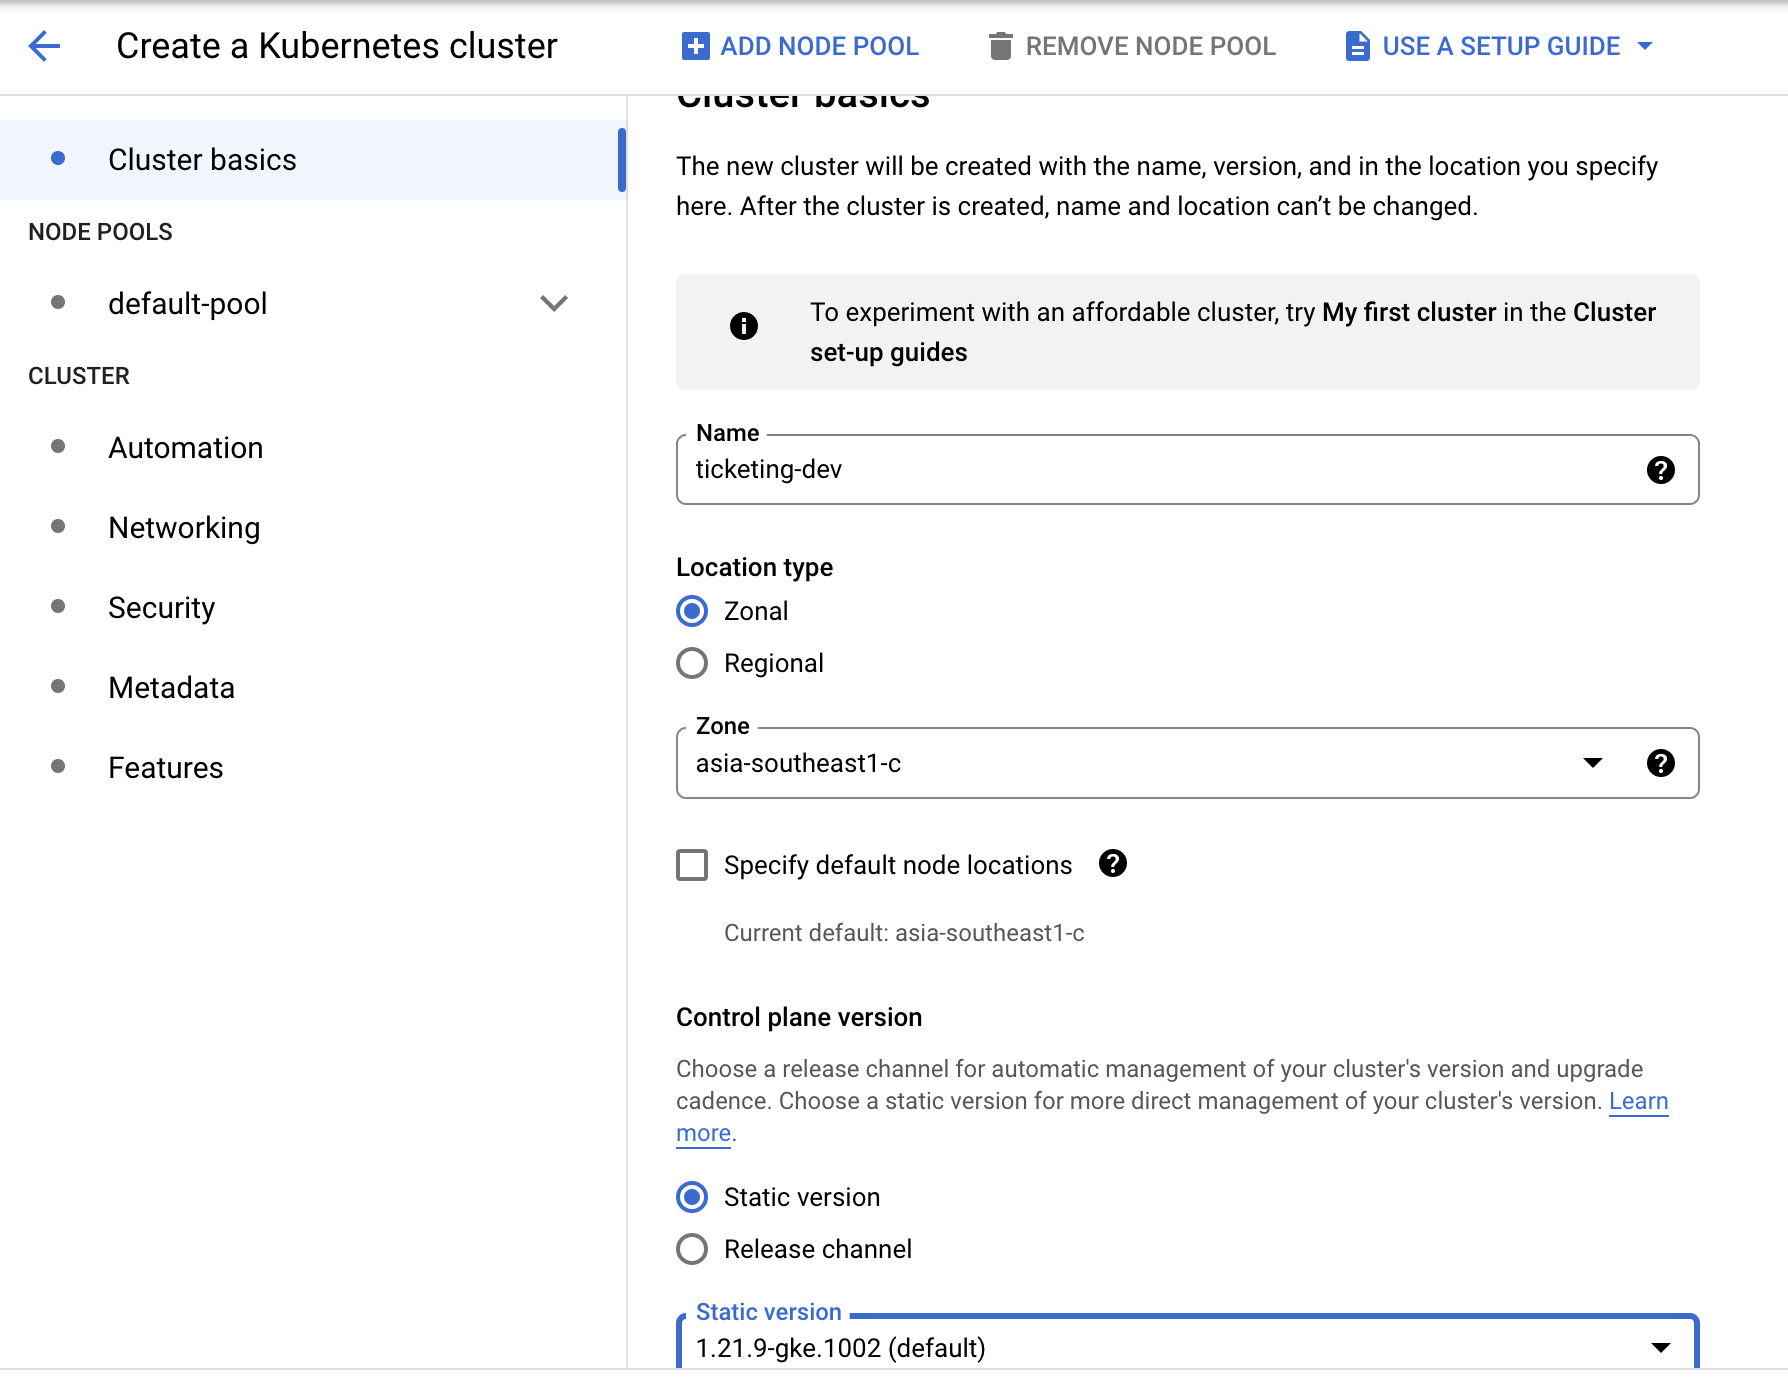 Create a Kubernetes cluster
ADD NODE POOL
REMOVE NODE POOL
USE A SETUP GUIDE
Cluster basics
NODE POOLS
default-pool
CLUSTER
Automation
Networking
Security
Metadata
Features
Cluster basics
The new cluster will be created with the name, version, and in the location you specify
here. After the cluster is created, name and location can’t be changed.
To experiment with an affordable cluster, try My first cluster in the Cluster
set-up guides
Name
ticketing-dev
Location type
Zonal
Regional
Zone
asia-southeast1-c
Specify default node locations
Current default: asia-southeast1-c
Control plane version
Choose a release channel for automatic management of your cluster's version and upgrade
cadence. Choose a static version for more direct management of your cluster's version. Learn
more.
Static version
Release channel
Static version
1.21.9-gke.1002 (default)